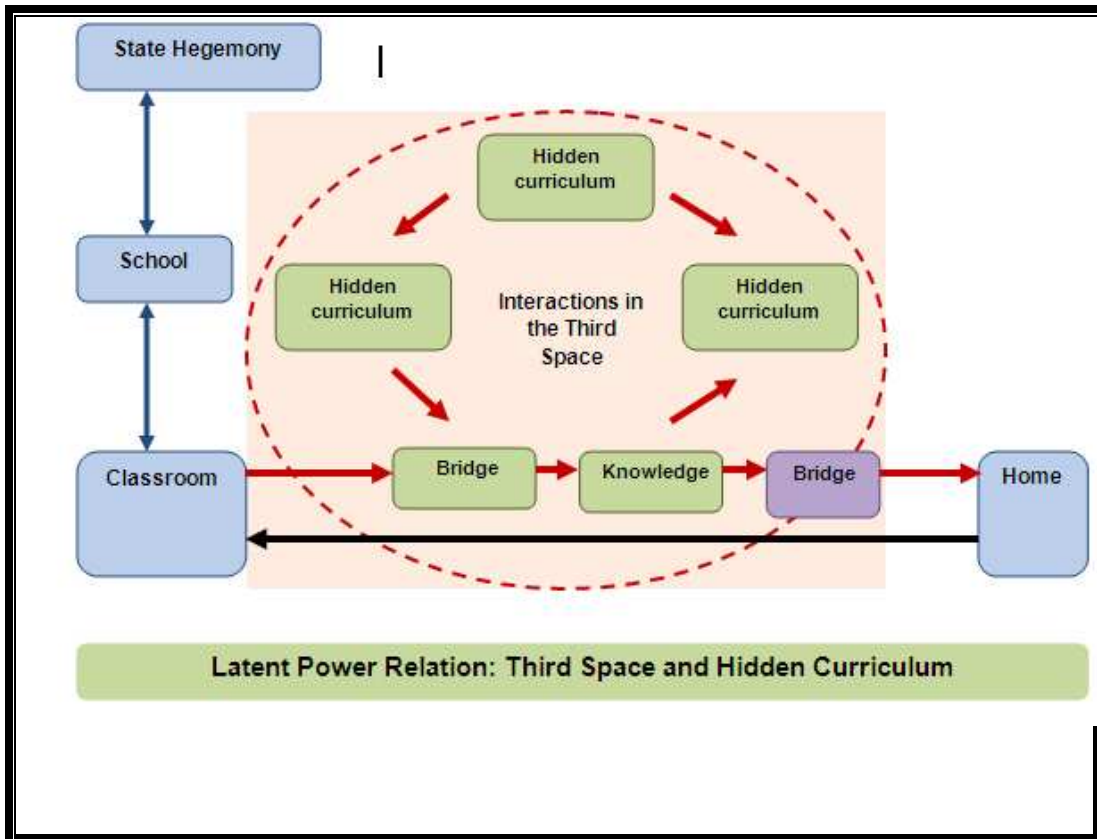 State Hegemony
Hidden
curriculum
School
Hidden
curriculum
Interactions in
the Third
Space
Hidden
curriculum
Classroom
Bridge
Knowledge
Bridge
Home
Latent Power Relation: Third Space and Hidden Curriculum